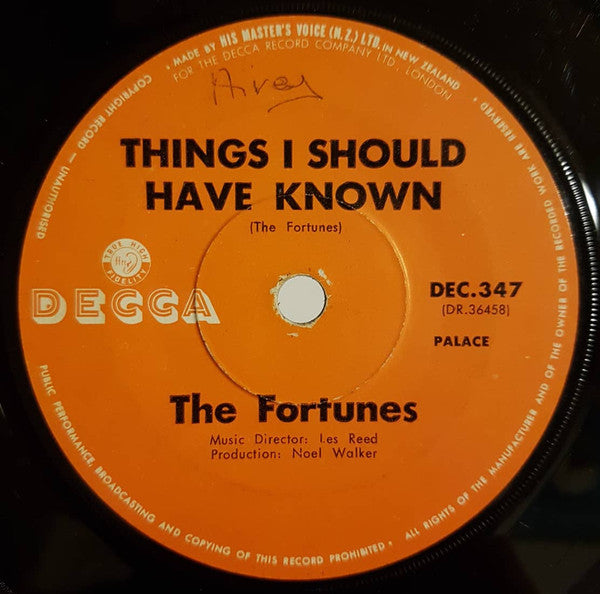 • MADE BY HIS MASTER'S VOICE (N.Z.) LTD. IN NEW ZEALAND
FOR THE DECCA RECORD COMPANY LTD., LONDON
COPYRIGHT RECORD — UNAUTHORISED
THINGS I SHOULD
HAVE KNOWN
(The Fortunes)
TRUE HIGH
FIDELITY
DECCA
DEC.347
(DR.36458)
PALACE
The Fortunes
Music Director: Les Reed
Production: Noel Walker
PUBLIC PERFORMANCE, BROADCASTING AND COPYING OF THIS RECORD PROHIBITED •
ALL RIGHTS OF THE MANUFACTURER AND OF THE OWNER OF THE RECORDED WORK ARE RESERVED